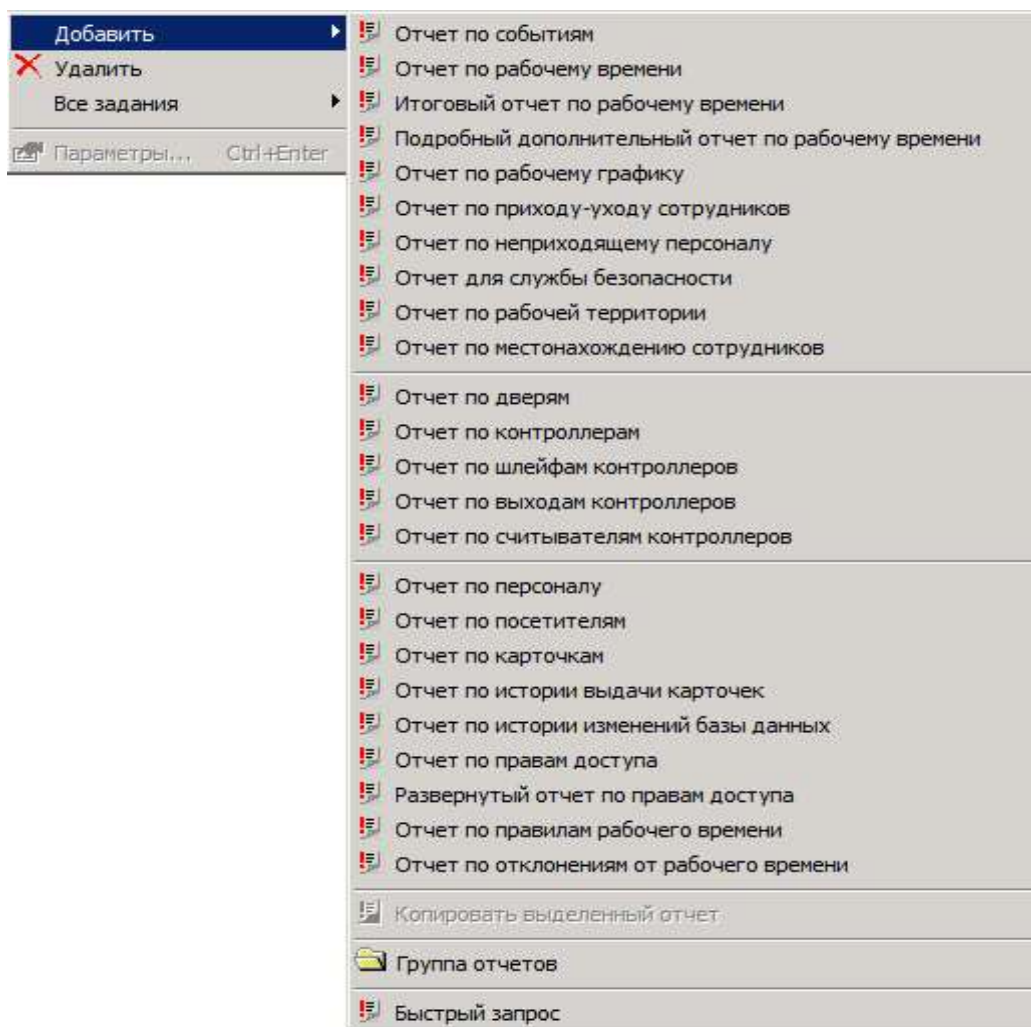 Добавить
Удалить
Все задания
Параметры... Ctrl+Enter
Отчет по событиям
Отчет по рабочему времени
Итоговый отчет по рабочему времени
Подробный дополнительный отчет по рабочему времени
Отчет по рабочему графику
Отчет по приходу-уходу сотрудников
Отчет по неприходящему персоналу
Отчет для службы безопасности
Отчет по рабочей территории
Отчет по местонахождению сотрудников
Отчет по дверям
Отчет по контроллерам
Отчет по шлейфам контроллеров
Отчет по выходам контроллеров
Отчет по считывателям контроллеров
Отчет по персоналу
Отчет по посетителям
Отчет по карточкам
Отчет по истории выдачи карточек
Отчет по истории изменений базы данных
Отчет по правам доступа
Развернутый отчет по правам доступа
Отчет по правилам рабочего времени
Отчет по отклонениям от рабочего времени
Копировать выделенный отчет
Группа отчетов
Быстрый запрос